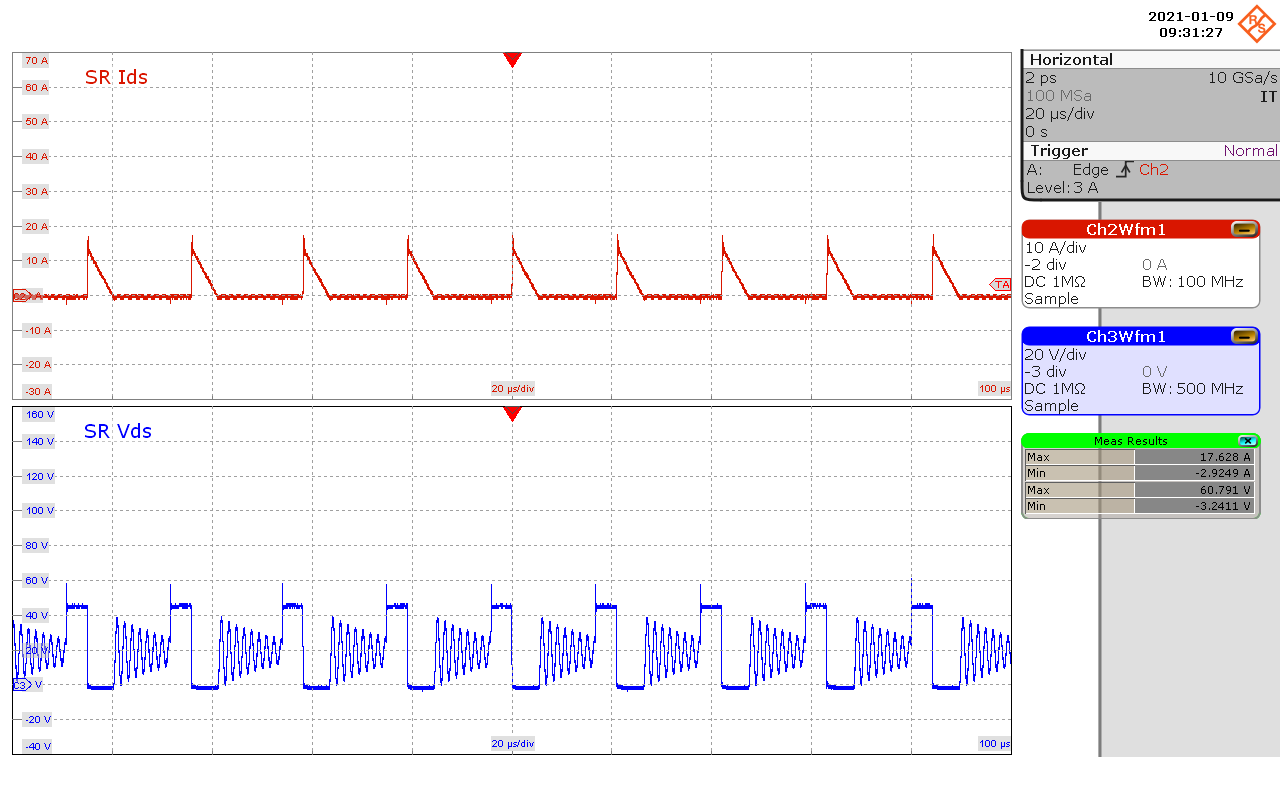 2021-01-09
09:31:27
R&S
70 A
SR Ids
60 A
50 A
40 A
30 A
20 A
10 A
TA
-10 A
-20 A
-30 A
20 µs/div
100 µs
160 V
SR Vds
140 V
120 V
100 V
80 V
60 V
40 V
20 V
C3 V
-20 V
-40 V
20 µs/div
100 µs
Horizontal
2 ps 10 GSa/s
100 MSa IT
20 µs/div
0 s
Trigger Normal
A: Edge Ch2
Level: 3 A
Ch2Wfm1
10 A/div
-2 div 0 A
DC 1MΩ BW: 100 MHz
Sample
Ch3Wfm1
20 V/div
-3 div 0 V
DC 1MΩ BW: 500 MHz
Sample
Meas Results
Max 17.628 A
Min -2.9249 A
Max 60.791 V
Min -3.2411 V